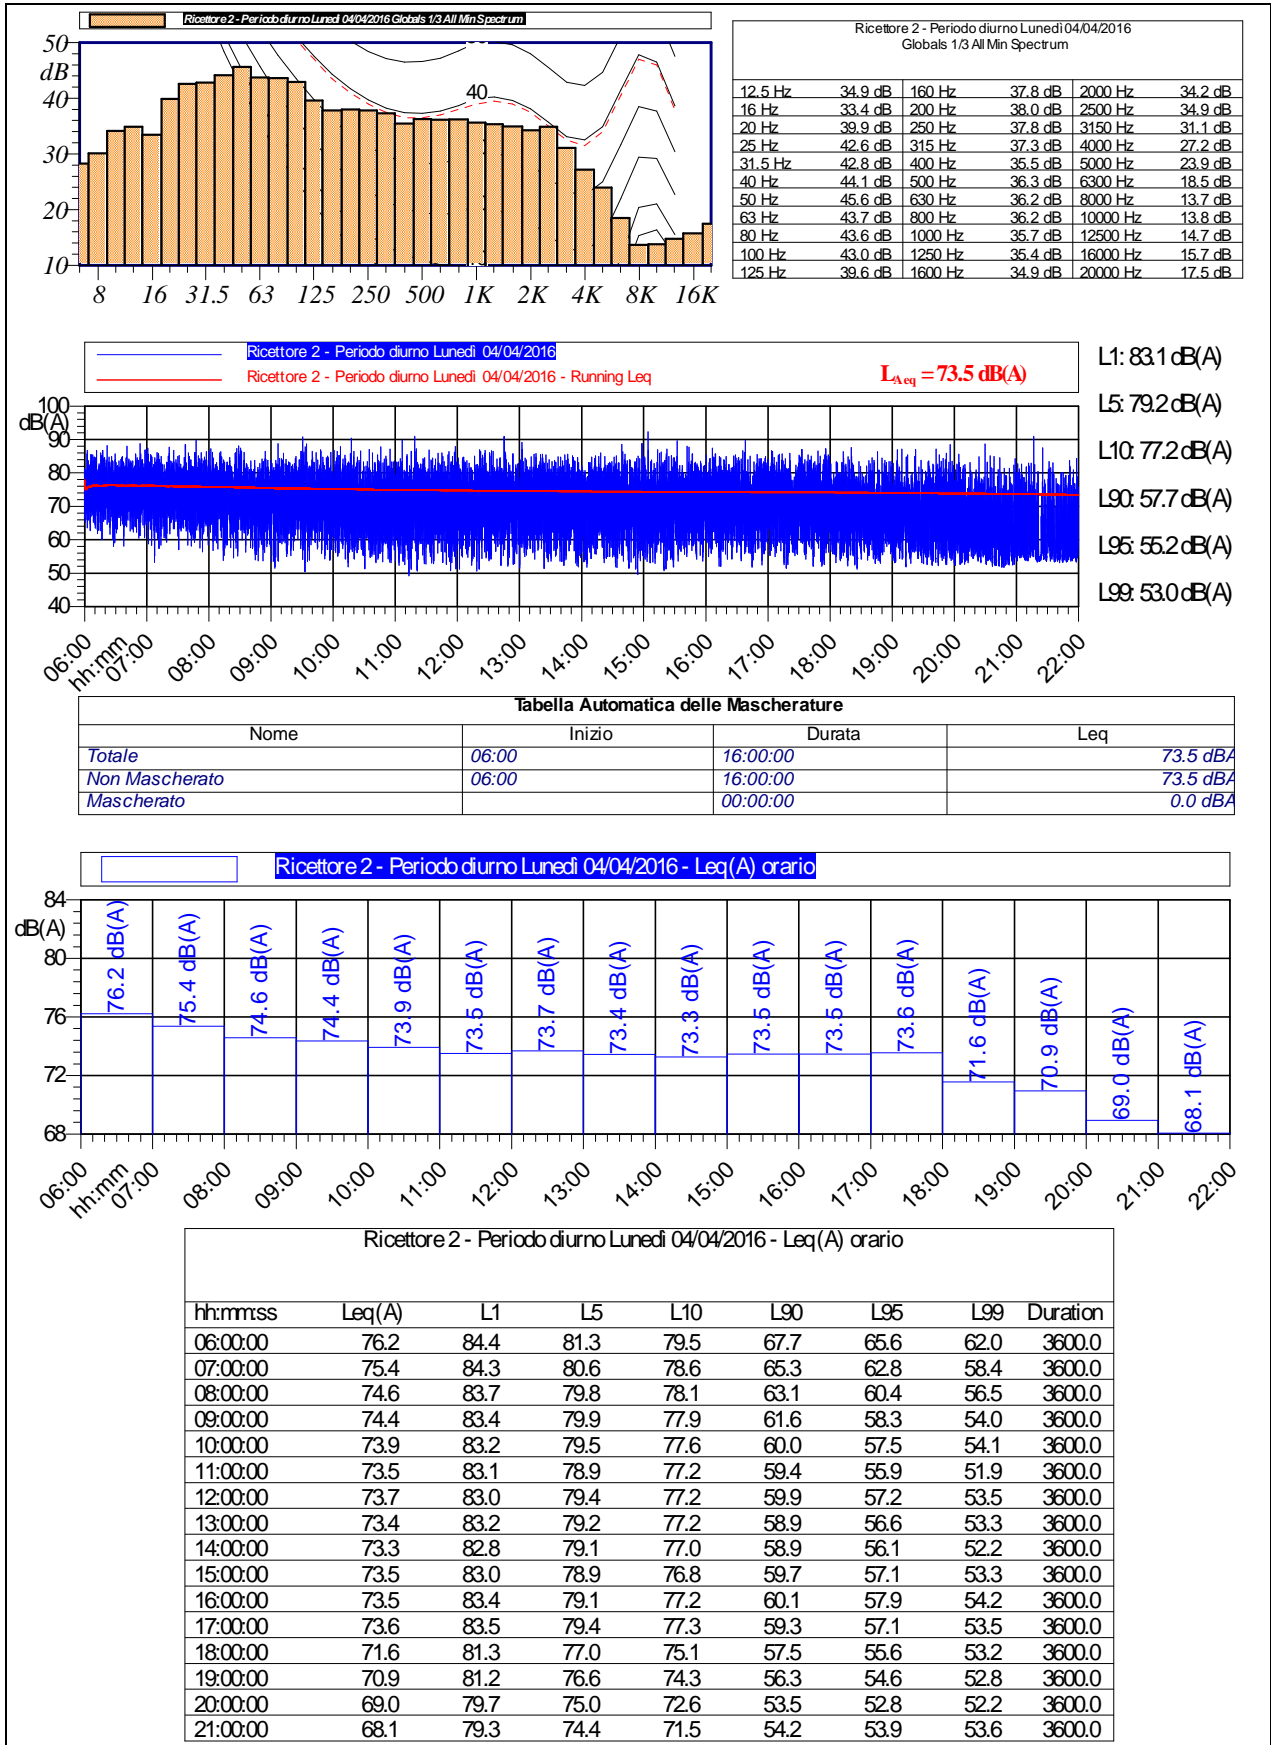 Ricettore 2 - Periodo diurno Lunedì 04/04/2016 Globals 1/3 All Min Spectrum
50
dB
40
30
20
10
40
8 16 31.5 63 125 250 500 1K 2K 4K 8K 16K
Ricettore 2 - Periodo diurno Lunedì 04/04/2016
Globals 1/3 All Min Spectrum
12.5 Hz 34.9 dB 160 Hz 37.8 dB 2000 Hz 34.2 dB
16 Hz 33.4 dB 200 Hz 38.0 dB 2500 Hz 34.9 dB
20 Hz 39.9 dB 250 Hz 37.8 dB 3150 Hz 31.1 dB
25 Hz 42.6 dB 315 Hz 37.3 dB 4000 Hz 27.2 dB
31.5 Hz 42.8 dB 400 Hz 35.5 dB 5000 Hz 23.9 dB
40 Hz 44.1 dB 500 Hz 36.3 dB 6300 Hz 18.5 dB
50 Hz 45.6 dB 630 Hz 36.2 dB 8000 Hz 13.7 dB
63 Hz 43.7 dB 800 Hz 36.2 dB 10000 Hz 13.8 dB
80 Hz 43.6 dB 1000 Hz 35.7 dB 12500 Hz 14.7 dB
100 Hz 43.0 dB 1250 Hz 35.4 dB 16000 Hz 15.7 dB
125 Hz 39.6 dB 1600 Hz 34.9 dB 20000 Hz 17.5 dB
Ricettore 2 - Periodo diurno Lunedì 04/04/2016
Ricettore 2 - Periodo diurno Lunedì 04/04/2016 - Running Leq
LAeq = 73.5 dB(A)
100
dB(A)
90
80
70
60
50
40
06:00 07:00 08:00 09:00 10:00 11:00 12:00 13:00 14:00 15:00 16:00 17:00 18:00 19:00 20:00 21:00 22:00
hh:mm
L1: 83.1 dB(A)
L5: 79.2 dB(A)
L10: 77.2 dB(A)
L90: 57.7 dB(A)
L95: 55.2 dB(A)
L99: 53.0 dB(A)
Tabella Automatica delle Mascherature
Nome Inizio Durata Leq
Totale 06:00 16:00:00 73.5 dBA
Non Mascherato 06:00 16:00:00 73.5 dBA
Mascherato 00:00:00 0.0 dBA
Ricettore 2 - Periodo diurno Lunedì 04/04/2016 - Leq(A) orario
84
dB(A)
80
76
72
68
76.2 dB(A)
75.4 dB(A)
74.6 dB(A)
74.4 dB(A)
73.9 dB(A)
73.5 dB(A)
73.7 dB(A)
73.4 dB(A)
73.3 dB(A)
73.5 dB(A)
73.5 dB(A)
73.6 dB(A)
71.6 dB(A)
70.9 dB(A)
69.0 dB(A)
68.1 dB(A)
06:00 07:00 08:00 09:00 10:00 11:00 12:00 13:00 14:00 15:00 16:00 17:00 18:00 19:00 20:00 21:00 22:00
hh:mm
Ricettore 2 - Periodo diurno Lunedì 04/04/2016 - Leq(A) orario
hh:mm:ss Leq(A) L1 L5 L10 L90 L95 L99 Duration
06:00:00 76.2 84.4 81.3 79.5 67.7 65.6 62.0 3600.0
07:00:00 75.4 84.3 80.6 78.6 65.3 62.8 58.4 3600.0
08:00:00 74.6 83.7 79.8 78.1 63.1 60.4 56.5 3600.0
09:00:00 74.4 83.4 79.9 77.9 61.6 58.3 54.0 3600.0
10:00:00 73.9 83.2 79.5 77.6 60.0 57.5 54.1 3600.0
11:00:00 73.5 83.1 78.9 77.2 59.4 55.9 51.9 3600.0
12:00:00 73.7 83.0 79.4 77.2 59.9 57.2 53.5 3600.0
13:00:00 73.4 83.2 79.2 77.2 58.9 56.6 53.3 3600.0
14:00:00 73.3 82.8 79.1 77.0 58.9 56.1 52.2 3600.0
15:00:00 73.5 83.0 78.9 76.8 59.7 57.1 53.3 3600.0
16:00:00 73.5 83.4 79.1 77.2 60.1 57.9 54.2 3600.0
17:00:00 73.6 83.5 79.4 77.3 59.3 57.1 53.5 3600.0
18:00:00 71.6 81.3 77.0 75.1 57.5 55.6 53.2 3600.0
19:00:00 70.9 81.2 76.6 74.3 56.3 54.6 52.8 3600.0
20:00:00 69.0 79.7 75.0 72.6 53.5 52.8 52.2 3600.0
21:00:00 68.1 79.3 74.4 71.5 54.2 53.9 53.6 3600.0